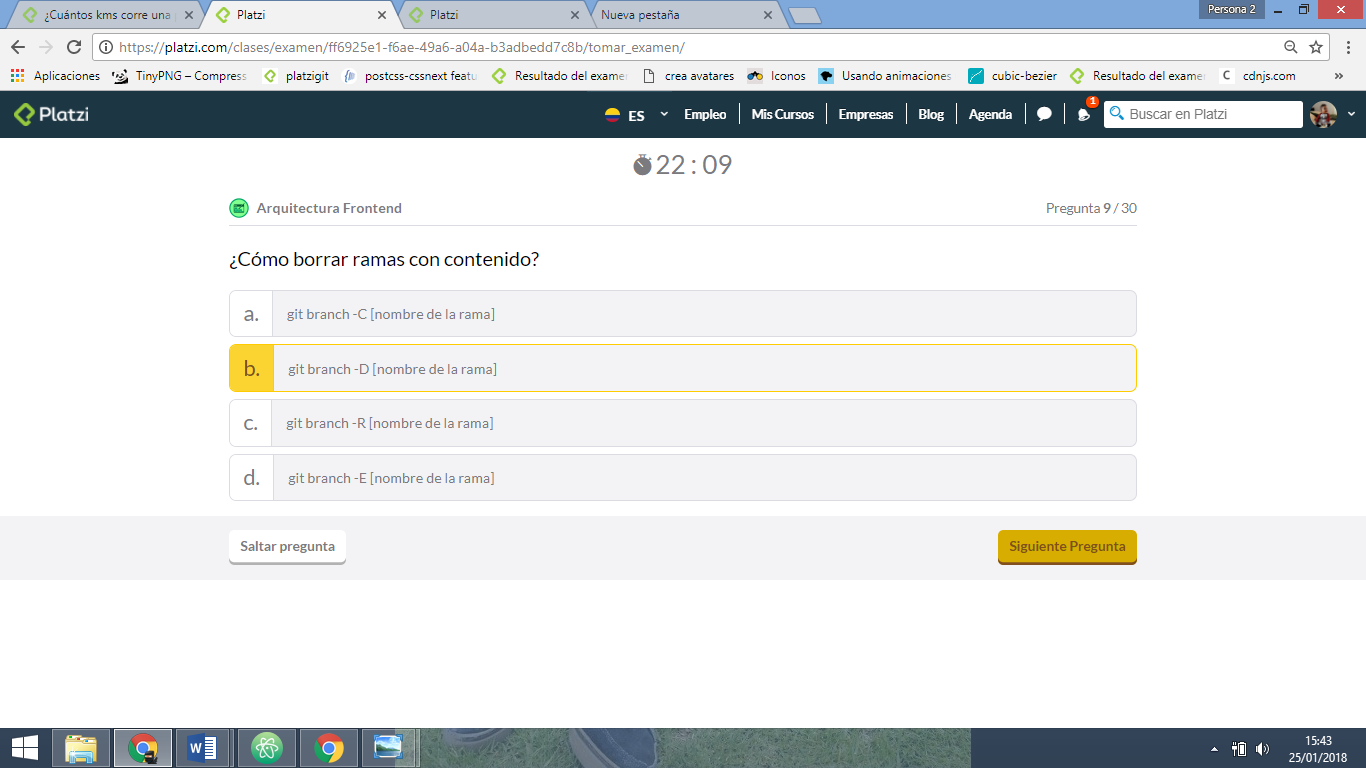 ¿Cuántos kms corre una
Platzi
Platzi
Nueva pestaña
Persona 2
https://platzi.com/clases/examen/ff6925e1-f6ae-49a6-a04a-b3adbedd7c8b/tomar_examen/
Aplicaciones
TinyPNG – Compress
platzigit
postcss-cssnext featu
Resultado del exame
crea avatares
Iconos
Usando animaciones
cubic-bezier
Resultado del exame
C
cdnjs.com
»
Platzi
ES
Empleo
Mis Cursos
Empresas
Blog
Agenda
1
Buscar en Platzi
22 : 09
Arquitectura Frontend
Pregunta 9 / 30
¿Cómo borrar ramas con contenido?
a. git branch -C [nombre de la rama]
b. git branch -D [nombre de la rama]
c. git branch -R [nombre de la rama]
d. git branch -E [nombre de la rama]
Saltar pregunta
Siguiente Pregunta
15:43
25/01/2018